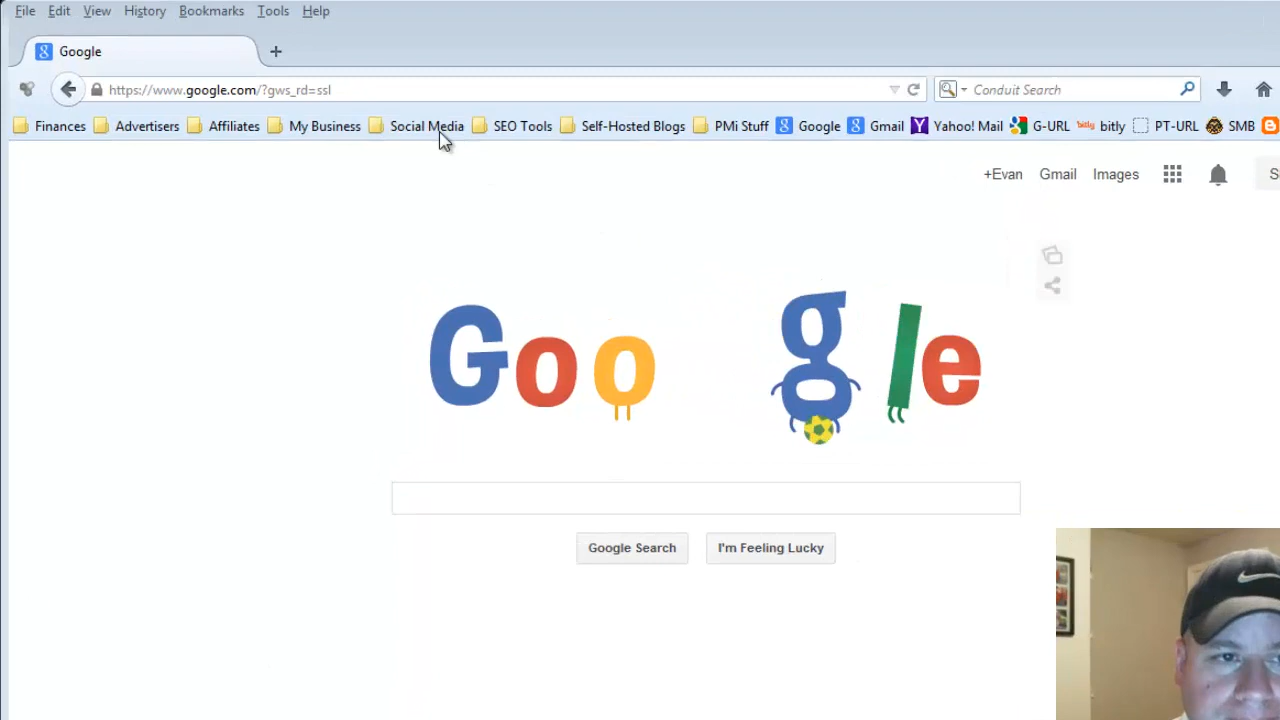 File Edit View History Bookmarks Tools Help
Google
https://www.google.com/?gws_rd=ssl Conduit Search
Finances Advertisers Affiliates My Business Social Media SEO Tools Self-Hosted Blogs PMi Stuff Google Gmail Yahoo! Mail G-URL bitly bitly PT-URL SMB
+Evan Gmail Images
Google
Google Search I'm Feeling Lucky